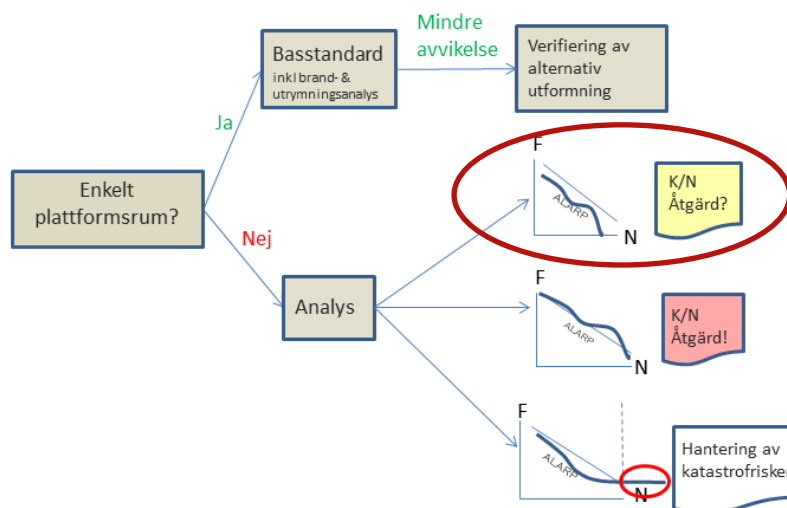 Mindre
avvikelse
Basstandard
inkl brand- &
utrymningsanalys
Verifiering av
alternativ
utformning
Ja
Enkelt
plattformsrum?
Nej
Analys
F
ALARP
N
K/N
Åtgärd?
F
ALARP
N
K/N
Åtgärd!
F
ALARP
N
Hantering av
katastrofrisker